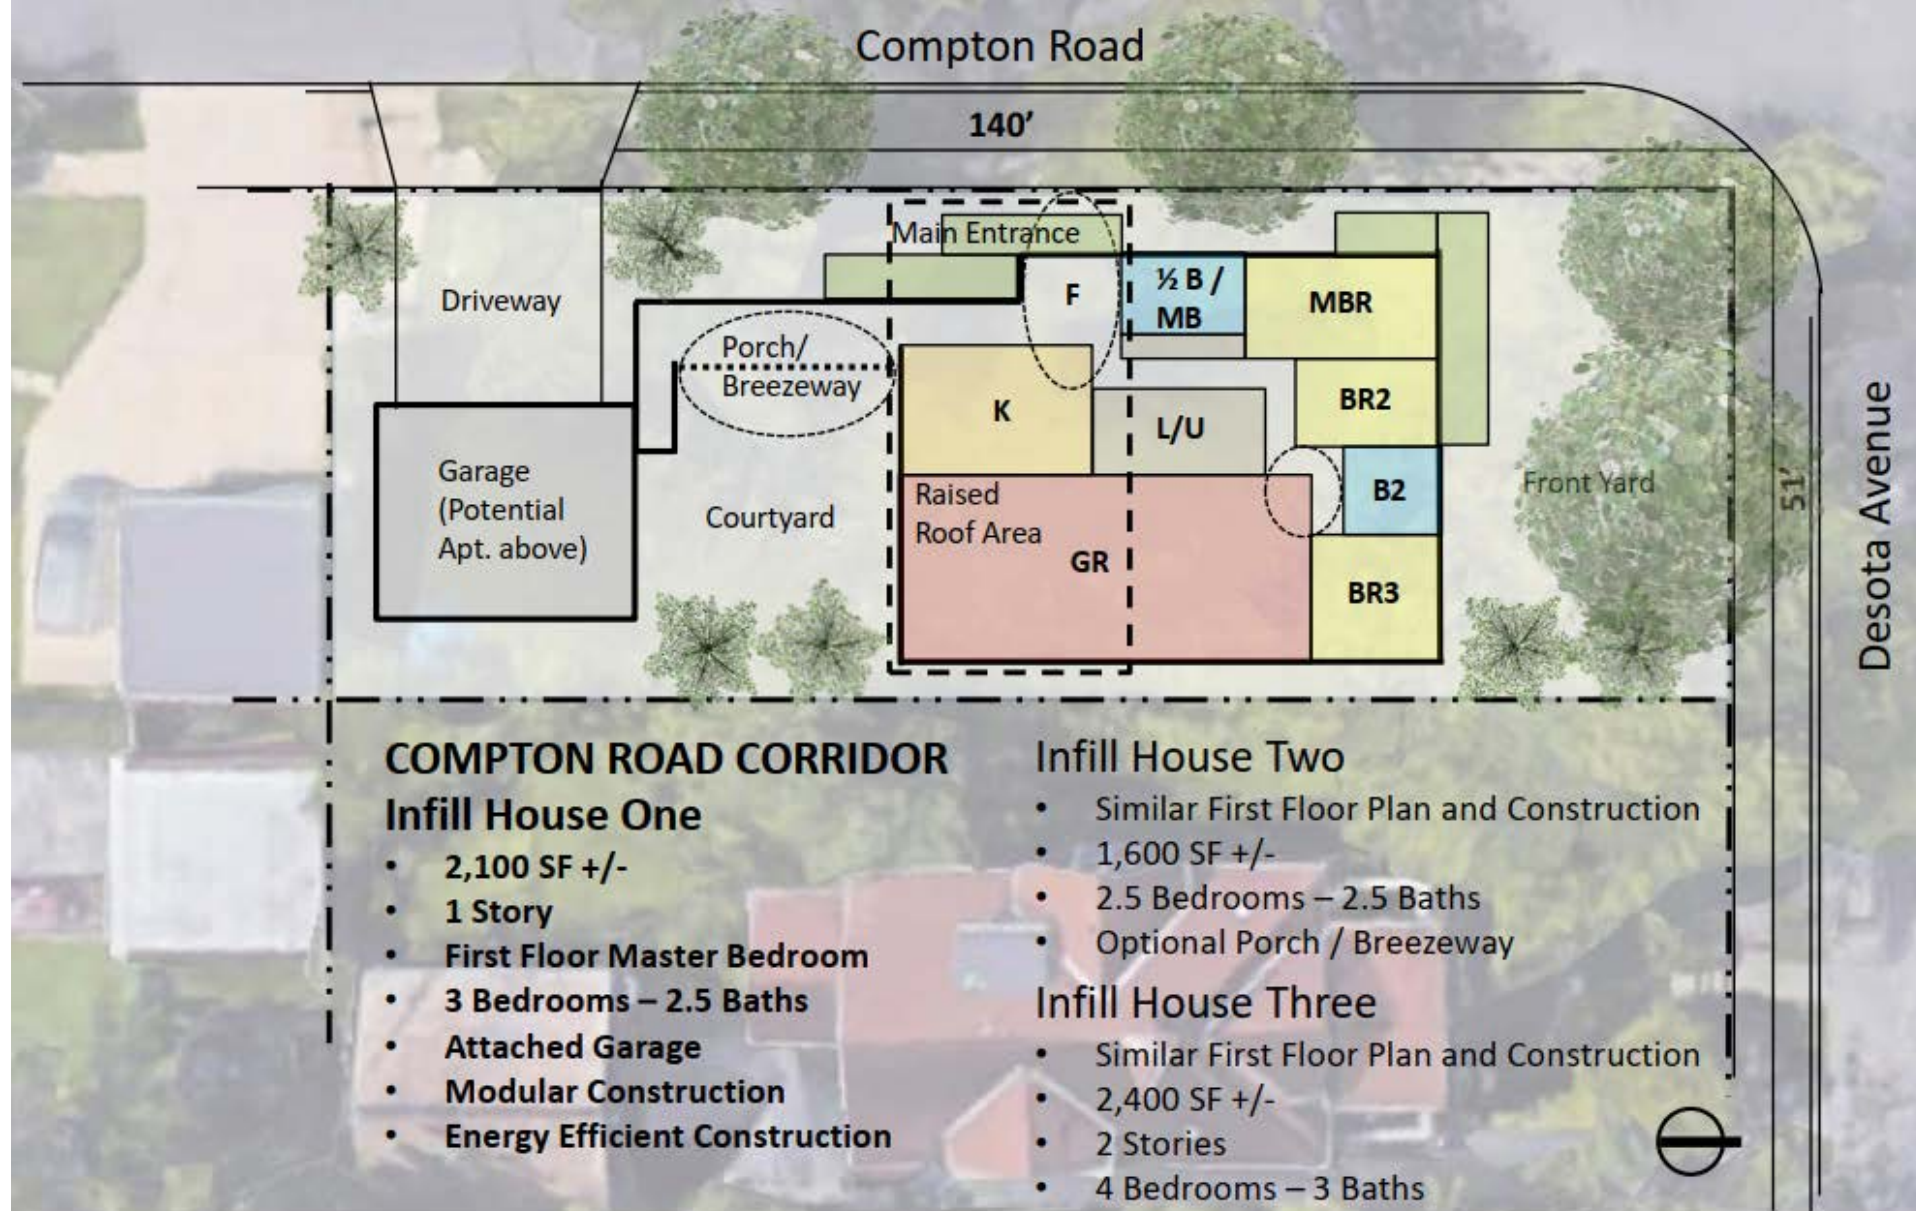 Compton Road
140’
Main Entrance
Driveway
F
½ B /
MB
MBR
Porch/
Breezeway
K
L/U
BR2
Garage
(Potential
Apt. above)
Courtyard
Raised
Roof Area
GR
B2
BR3
Front Yard
51’
Desota Avenue
COMPTON ROAD CORRIDOR
Infill House One
• 2,100 SF +/-
• 1 Story
• First Floor Master Bedroom
• 3 Bedrooms – 2.5 Baths
• Attached Garage
• Modular Construction
• Energy Efficient Construction
Infill House Two
• Similar First Floor Plan and Construction
• 1,600 SF +/-
• 2.5 Bedrooms – 2.5 Baths
• Optional Porch / Breezeway
Infill House Three
• Similar First Floor Plan and Construction
• 2,400 SF +/-
• 2 Stories
• 4 Bedrooms – 3 Baths